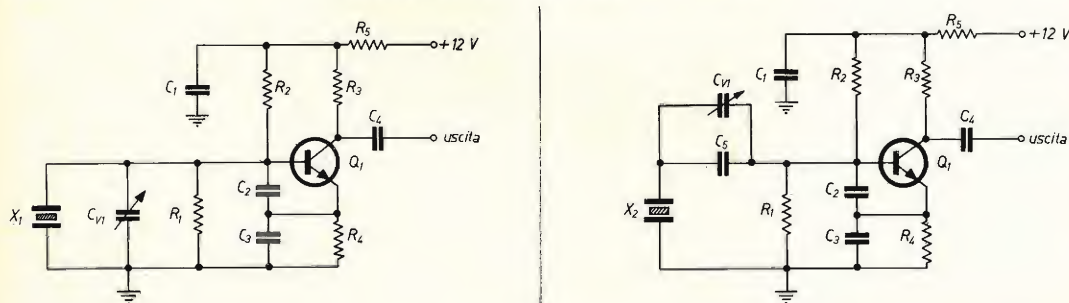 R5
+12 V
C1
R2
R3
C4
uscita
Q1
C2
X1
CV1
R1
C3
R4
R5
+12 V
C1
R2
R3
CV1
C4
uscita
C5
Q1
C2
X2
R1
C3
R4